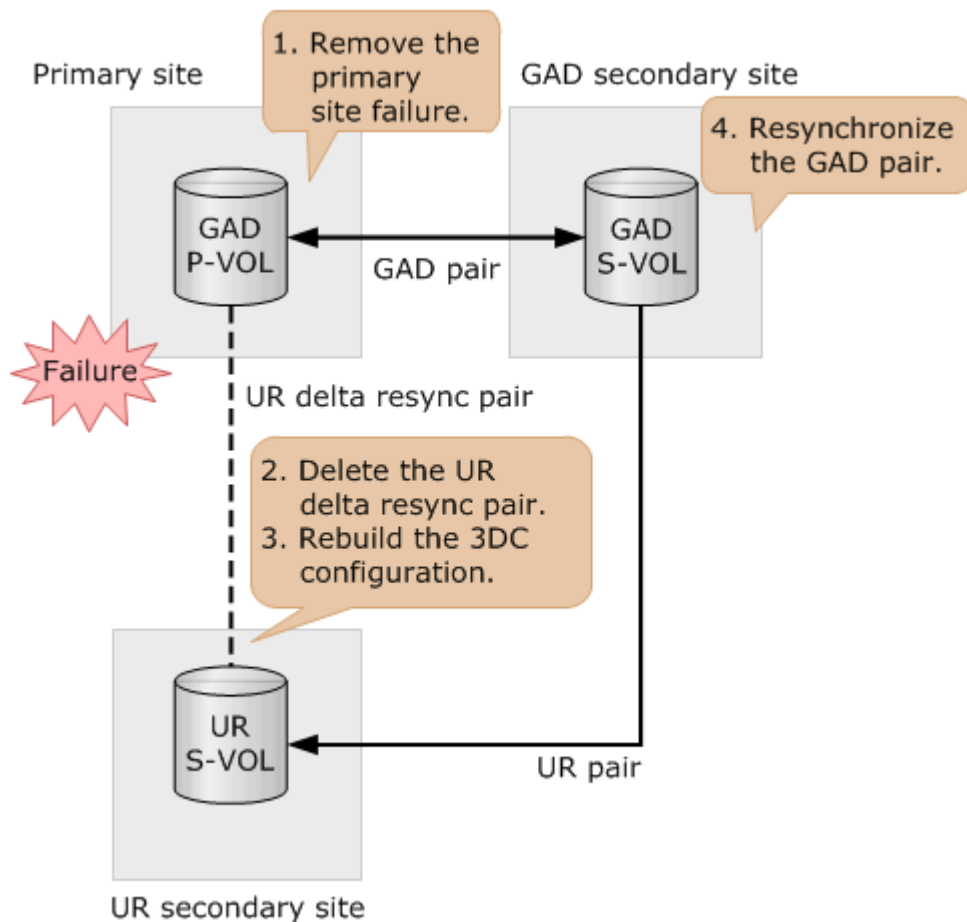 Primary site
1. Remove the
primary
site failure.
GAD secondary site
4. Resynchronize
the GAD pair.
GAD
P-VOL
GAD pair
GAD
S-VOL
Failure
UR delta resync pair
2. Delete the UR
delta resync pair.
3. Rebuild the 3DC
configuration.
UR
S-VOL
UR pair
UR secondary site